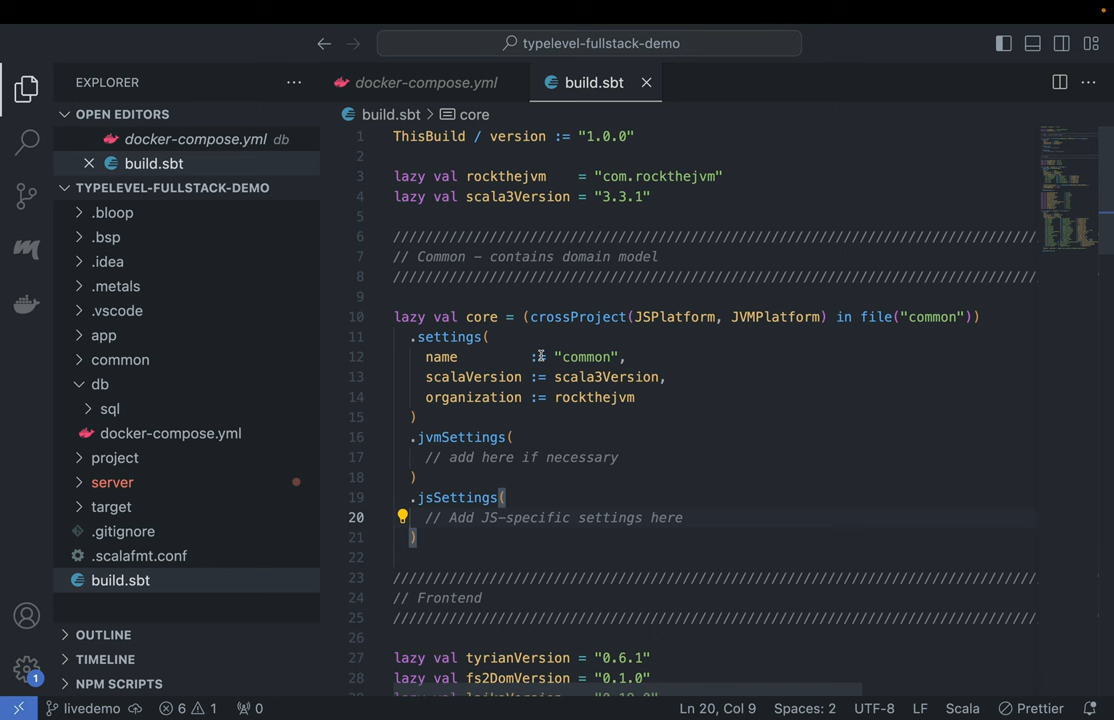 typelevel-fullstack-demo
EXPLORER
docker-compose.yml
build.sbt
OPEN EDITORS
docker-compose.yml db
build.sbt
TYPELEVEL-FULLSTACK-DEMO
.bloop
.bsp
.idea
.metals
.vscode
app
common
db
sql
docker-compose.yml
project
server
target
.gitignore
.scalafmt.conf
build.sbt
OUTLINE
TIMELINE
NPM SCRIPTS
build.sbt > core
1 ThisBuild / version := "1.0.0"
2
3 lazy val rockthejvm = "com.rockthejvm"
4 lazy val scala3Version = "3.3.1"
5
6 ////////////////////////////////////////////////////////////////////////////////
7 // Common - contains domain model
8 ////////////////////////////////////////////////////////////////////////////////
9
10 lazy val core = (crossProject(JSPlatform, JVMPlatform) in file("common"))
11 .settings(
12 name := "common",
13 scalaVersion := scala3Version,
14 organization := rockthejvm
15 )
16 .jvmSettings(
17 // add here if necessary
18 )
19 .jsSettings(
20 // Add JS-specific settings here
21 )
22
23 ////////////////////////////////////////////////////////////////////////////////
24 // Frontend
25 ////////////////////////////////////////////////////////////////////////////////
26
27 lazy val tyrianVersion = "0.6.1"
28 lazy val fs2DomVersion = "0.1.0"
1
livedemo
6 1
0
Ln 20, Col 9
Spaces: 2
UTF-8
LF
Scala
Prettier